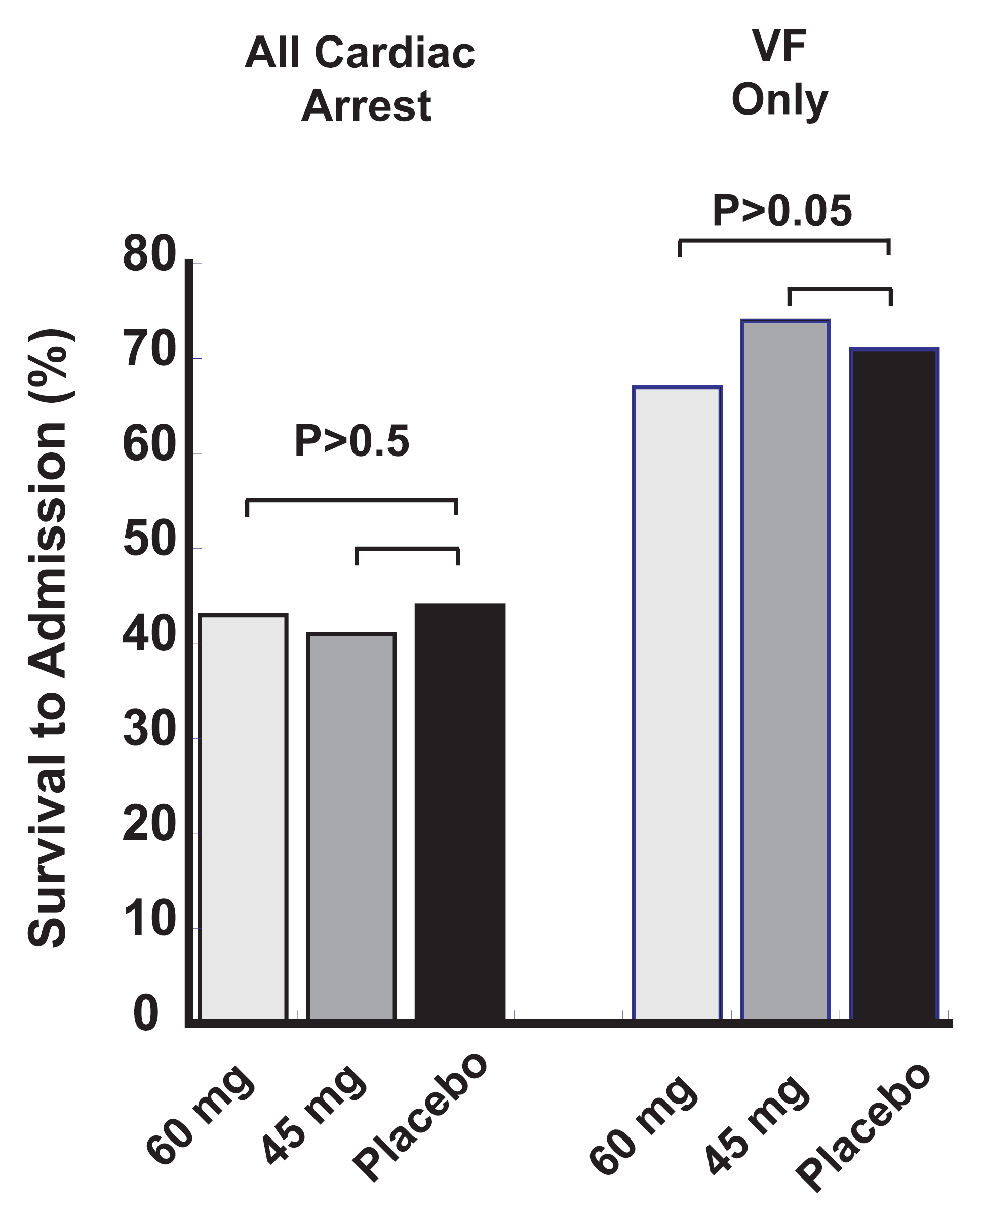 All Cardiac
Arrest
VF
Only
P>0.05
80
70
60
50
40
30
20
10
0
Survival to Admission (%)
P>0.5
60 mg
45 mg
Placebo
60 mg
45 mg
Placebo